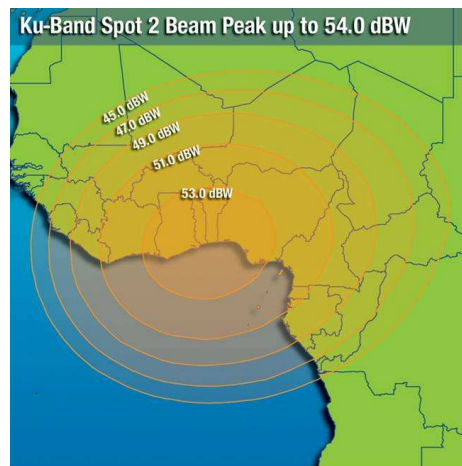 Ku-Band Spot 2 Beam Peak up to 54.0 dBW
45.0 dBW
47.0 dBW
49.0 dBW
51.0 dBW
53.0 dBW